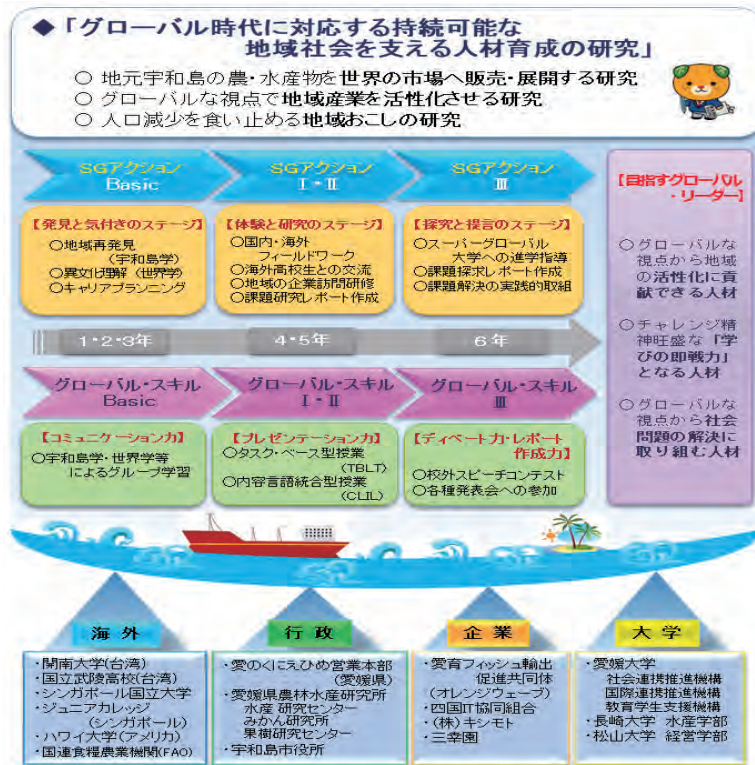 ◆「グローバル時代に対応する持続可能な
地域社会を支える人材育成の研究」
○ 地元宇和島の農・水産物を世界の市場へ販売・展開する研究
○ グローバルな視点で地域産業を活性化させる研究
○ 人口減少を食い止める地域おこしの研究
SGアクション
Basic
SGアクション
Ⅰ・Ⅱ
SGアクション
Ⅲ
【発見と気付きのステージ】
○地域再発見
(宇和島学)
○異文化理解(世界学)
○キャリアプランニング
【体験と研究のステージ】
○国内・海外
フィールドワーク
○海外高校生との交流
○地域の企業訪問研修
○課題研究レポート作成
【探究と提言のステージ】
○スーパーグローバル
大学への進学指導
○課題探求レポート作成
○課題解決の実践的取組
1・2・3年
4・5年
6年
グローバル・スキル
Basic
グローバル・スキル
Ⅰ・Ⅱ
グローバル・スキル
Ⅲ
【コミュニケーション力】
○宇和島学・世界学等
によるグループ学習
【プレゼンテーション力】
○タスク・ベース型授業
(TBLT)
○内容言語統合型授業
(CLIL)
【ディベート力・レポート
作成力】
○校外スピーチコンテスト
○各種発表会への参加
【目指すグローバル
・リーダー】
○グローバルな
視点から地域
の活性化に貢
献できる人材
○チャレンジ精
神旺盛な「学
びの即戦力」
となる人材
○グローバルな
視点から社会
問題の解決に
取り組む人材
海外
・開南大学(台湾)
・国立武陵高校(台湾)
・シンガポール国立大学
・ジュニアカレッジ
(シンガポール)
・ハワイ大学(アメリカ)
・国連食糧農業機関(FAO)
行政
・愛のくにえひめ営業本部
(愛媛県)
・愛媛県農林水産研究所
水産研究センター
みかん研究所
果樹研究センター
・宇和島市役所
企業
・愛育フィッシュ輸出
促進共同体
(オレンジウェーブ)
・四国IT協同組合
・(株)キシモト
・三幸園
大学
・愛媛大学
社会連携推進機構
国際連携推進機構
教育学生支援機構
・長崎大学 水産学部
・松山大学 経営学部